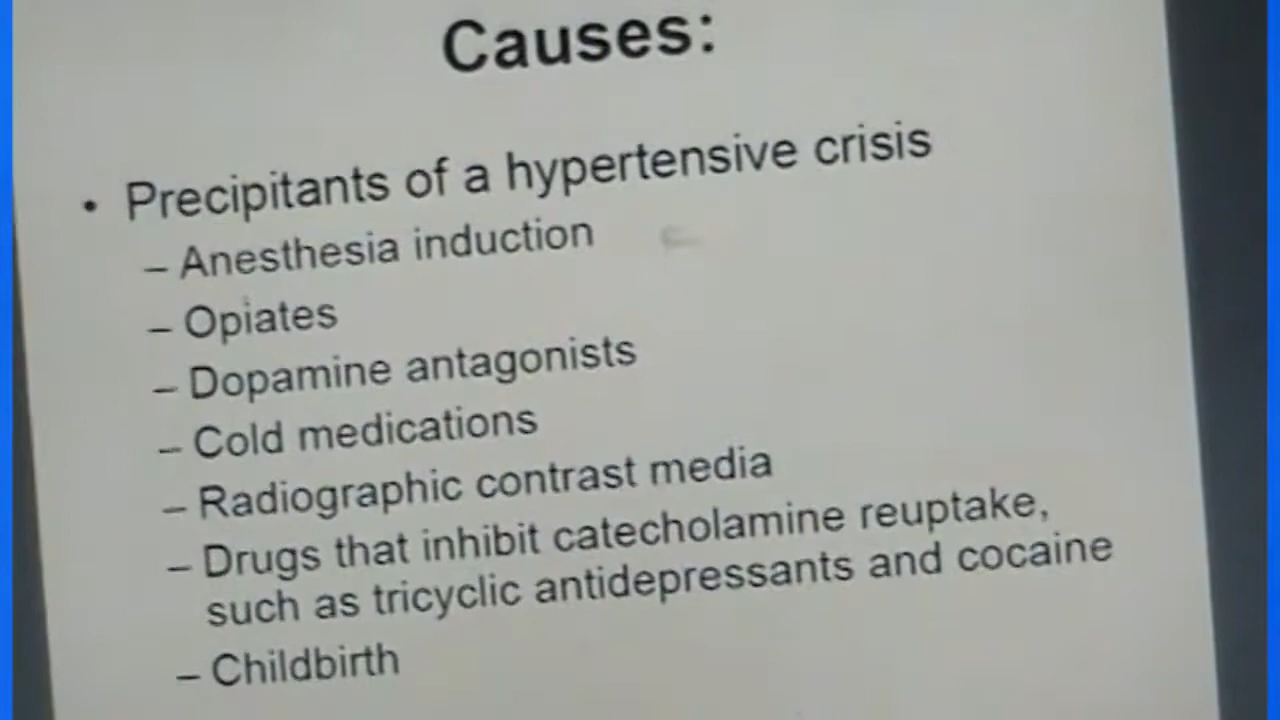 Causes:
• Precipitants of a hypertensive crisis
– Anesthesia induction
– Opiates
– Dopamine antagonists
– Cold medications
– Radiographic contrast media
– Drugs that inhibit catecholamine reuptake,
such as tricyclic antidepressants and cocaine
– Childbirth